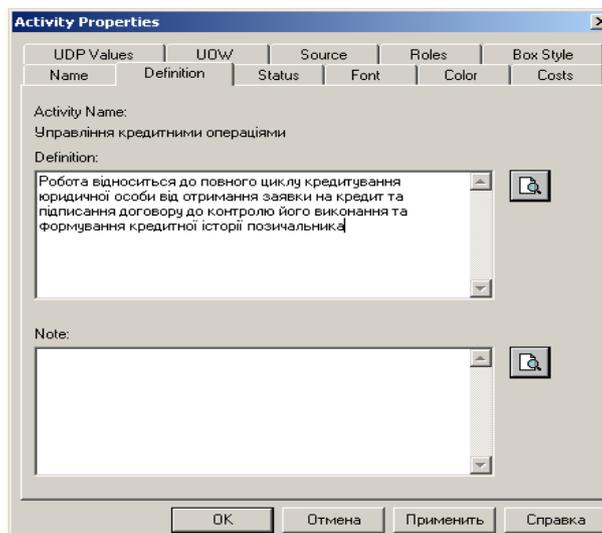 Activity Properties
UDP Values UOW Source Roles Box Style
Name Definition Status Font Color Costs
Activity Name:
Управління кредитними операціями
Definition:
Робота відноситься до повного циклу кредитування
юридичної особи від отримання заявки на кредит та
підписання договору до контролю його виконання та
формування кредитної історії позичальника
Note:
OK Отмена Применить Справка